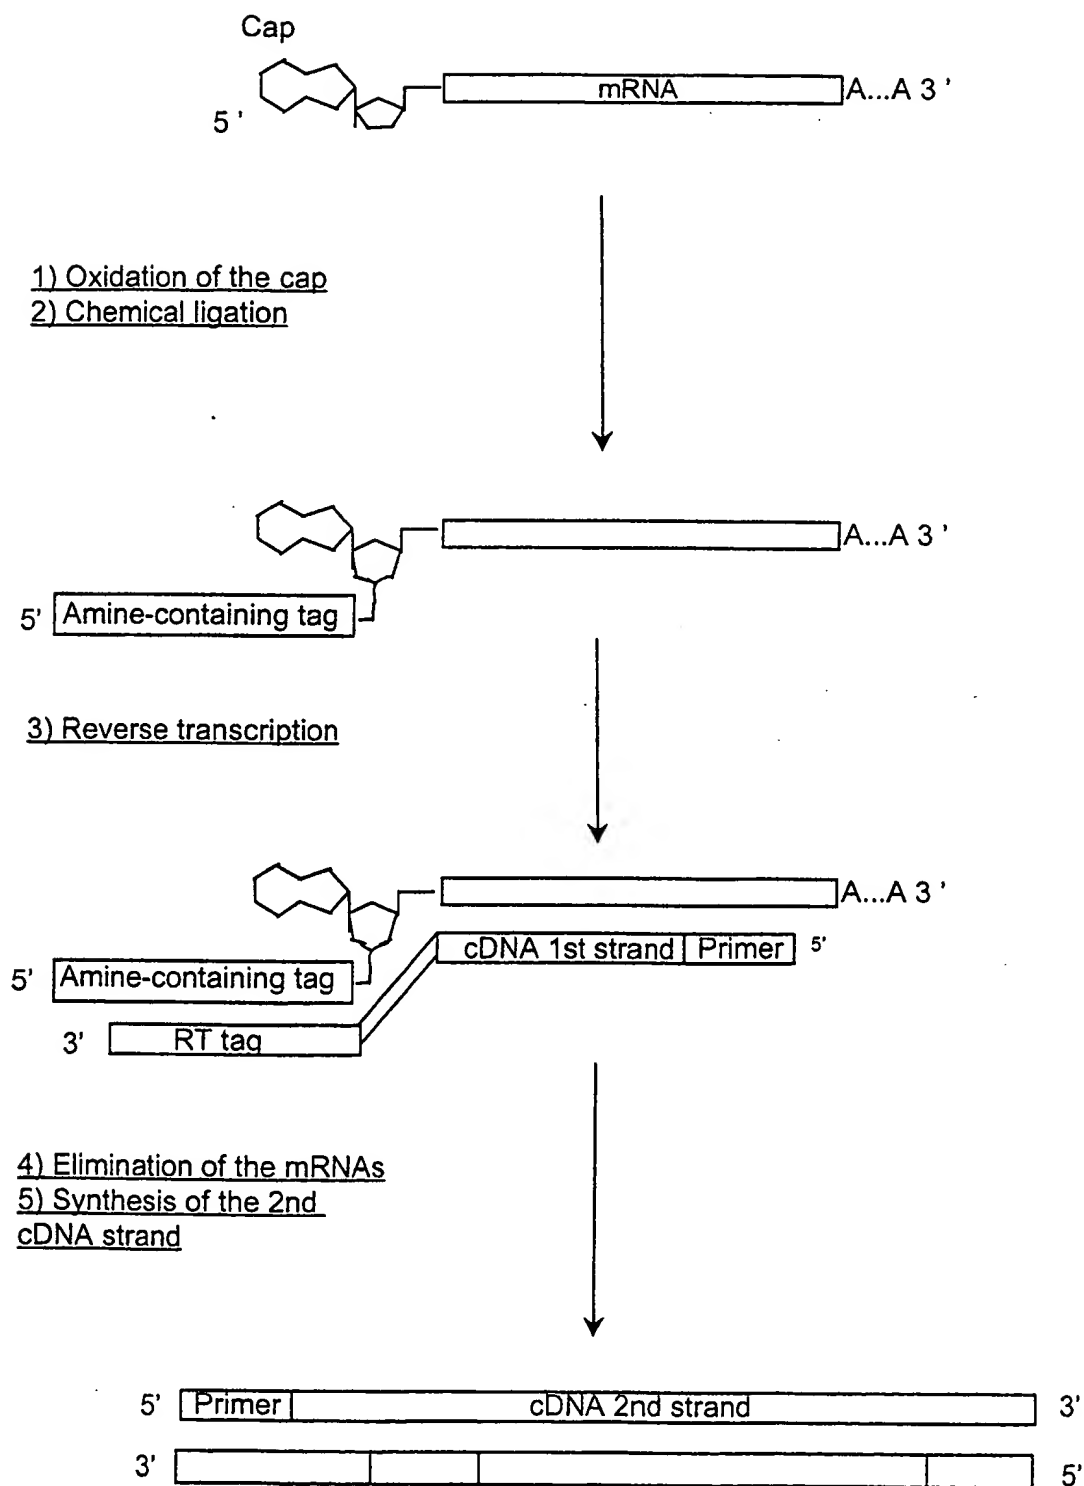 Cap
mRNA
A...A 3 '
5 '
1) Oxidation of the cap
2) Chemical ligation
A...A 3 '
5' Amine-containing tag
3) Reverse transcription
A...A 3 '
cDNA 1st strand Primer 5'
5' Amine-containing tag
3' RT tag
4) Elimination of the mRNAs
5) Synthesis of the 2nd
cDNA strand
5' Primer cDNA 2nd strand 3'
3' 5'